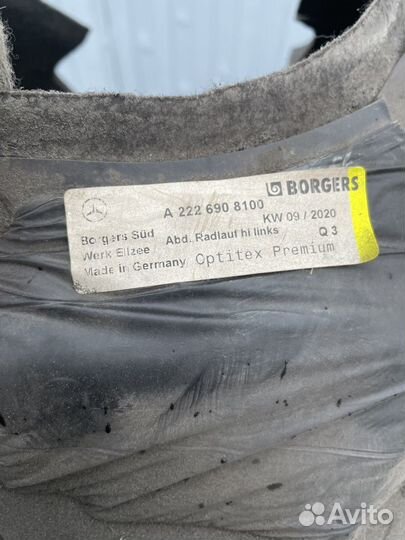 BORGERS
A 222 690 8100
KW 09 / 2020
Borgers Süd
Abd. Radlauf hi links Q 3
Werk Ellzee
Made in Germany Optitex Premium
Avito